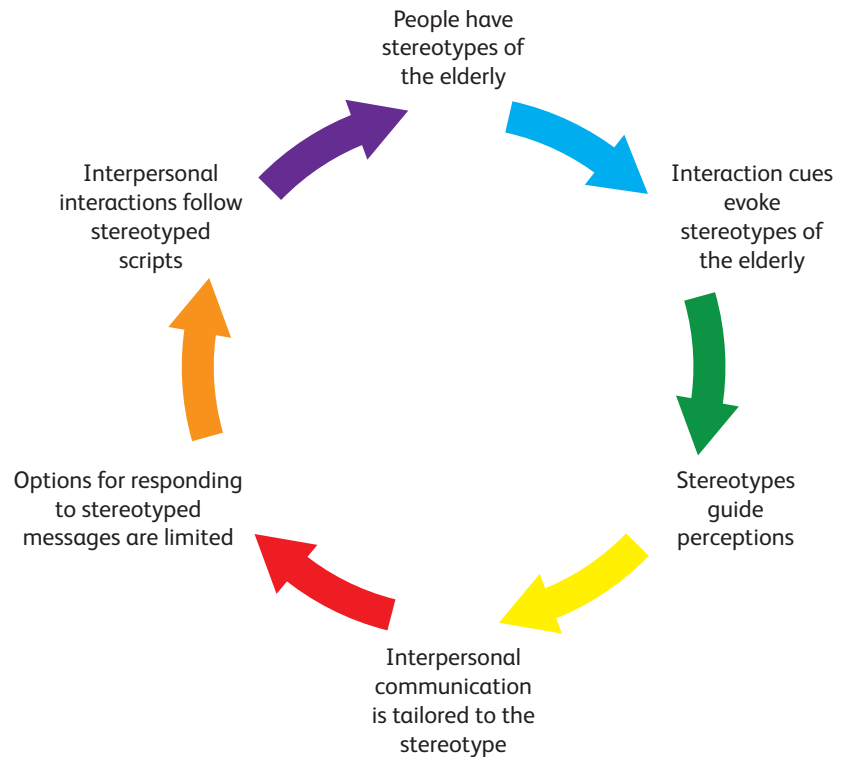 People have
stereotypes of
the elderly
Interaction cues
evoke
stereotypes of
the elderly
Stereotypes
guide
perceptions
Interpersonal
communication
is tailored to the
stereotype
Options for responding
to stereotyped
messages are limited
Interpersonal
interactions follow
stereotyped
scripts